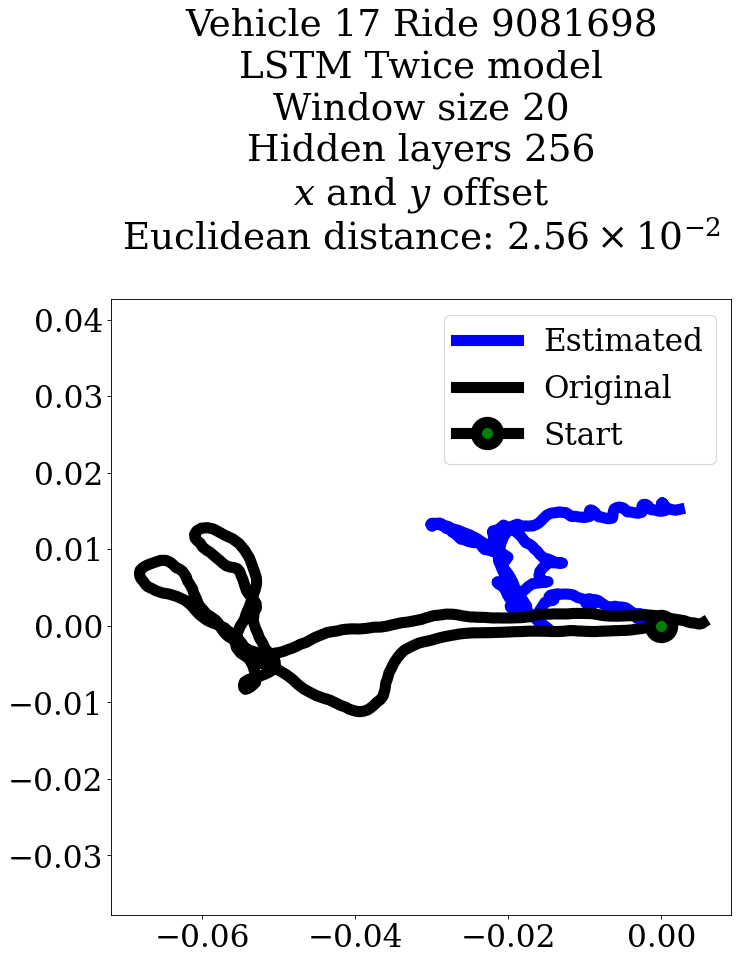 Vehicle 17 Ride 9081698
LSTM Twice model
Window size 20
Hidden layers 256
x and y offset
Euclidean distance: 2.56 × 10⁻²
Estimated
Original
Start
0.04
0.03
0.02
0.01
0.00
−0.01
−0.02
−0.03
−0.06 −0.04 −0.02 0.00